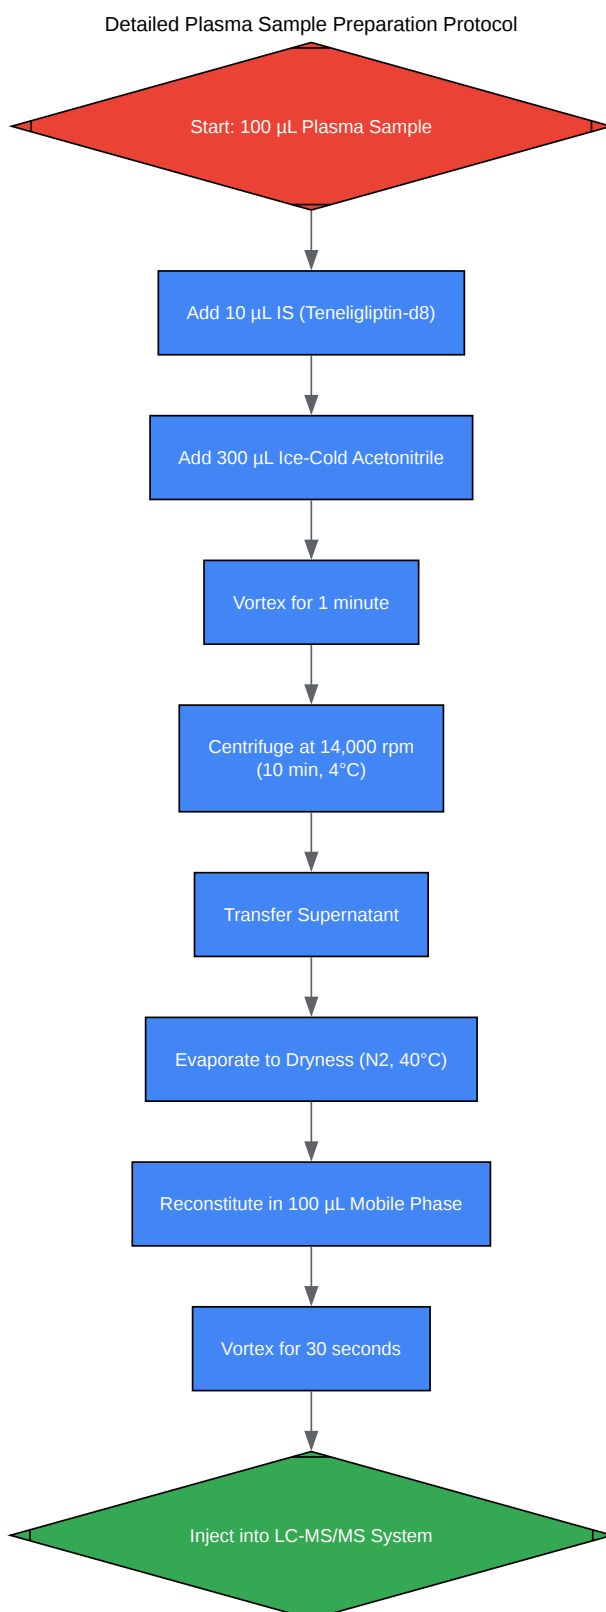 Detailed Plasma Sample Preparation Protocol
Start: 100 µL Plasma Sample
Add 10 µL IS (Teneligliptin-d8)
Add 300 µL Ice-Cold Acetonitrile
Vortex for 1 minute
Centrifuge at 14,000 rpm
(10 min, 4°C)
Transfer Supernatant
Evaporate to Dryness (N2, 40°C)
Reconstitute in 100 µL Mobile Phase
Vortex for 30 seconds
Inject into LC-MS/MS System